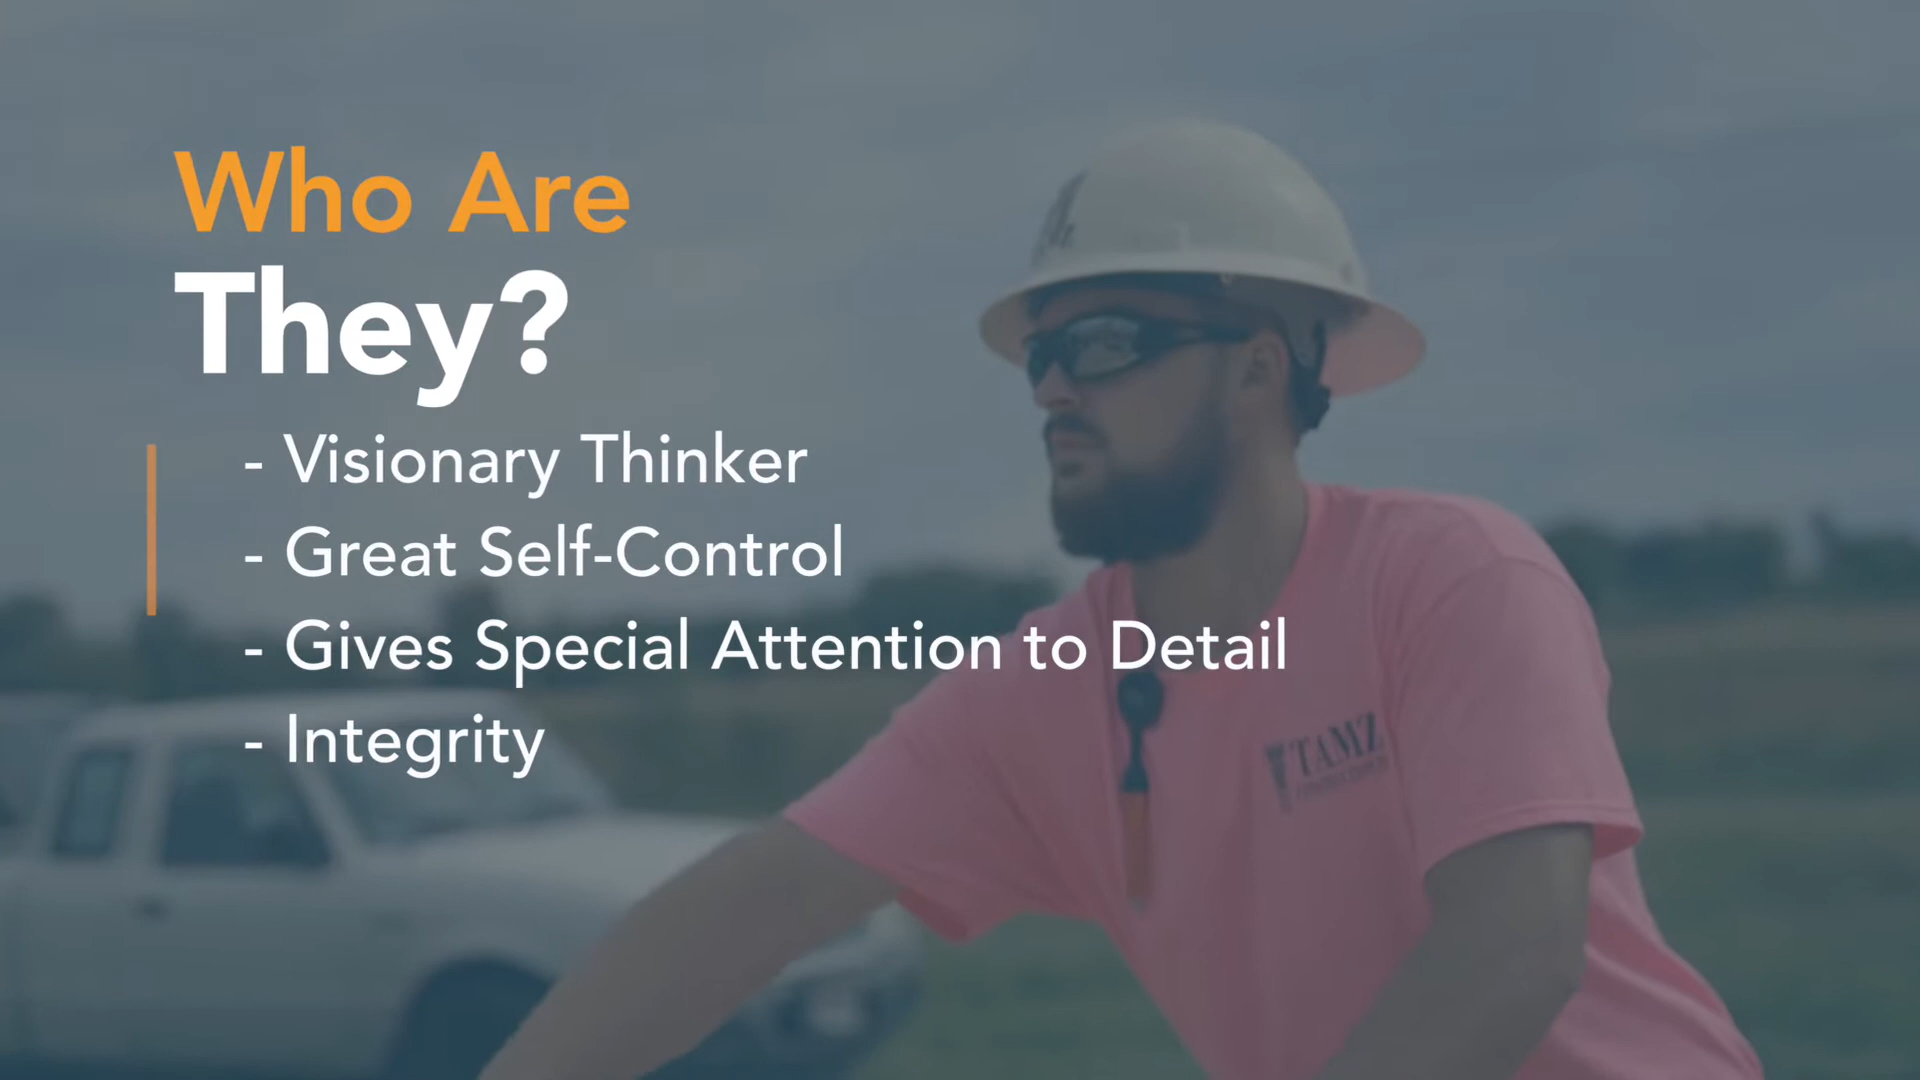 Who Are
They?
- Visionary Thinker
- Great Self-Control
- Gives Special Attention to Detail
- Integrity
TAMZ